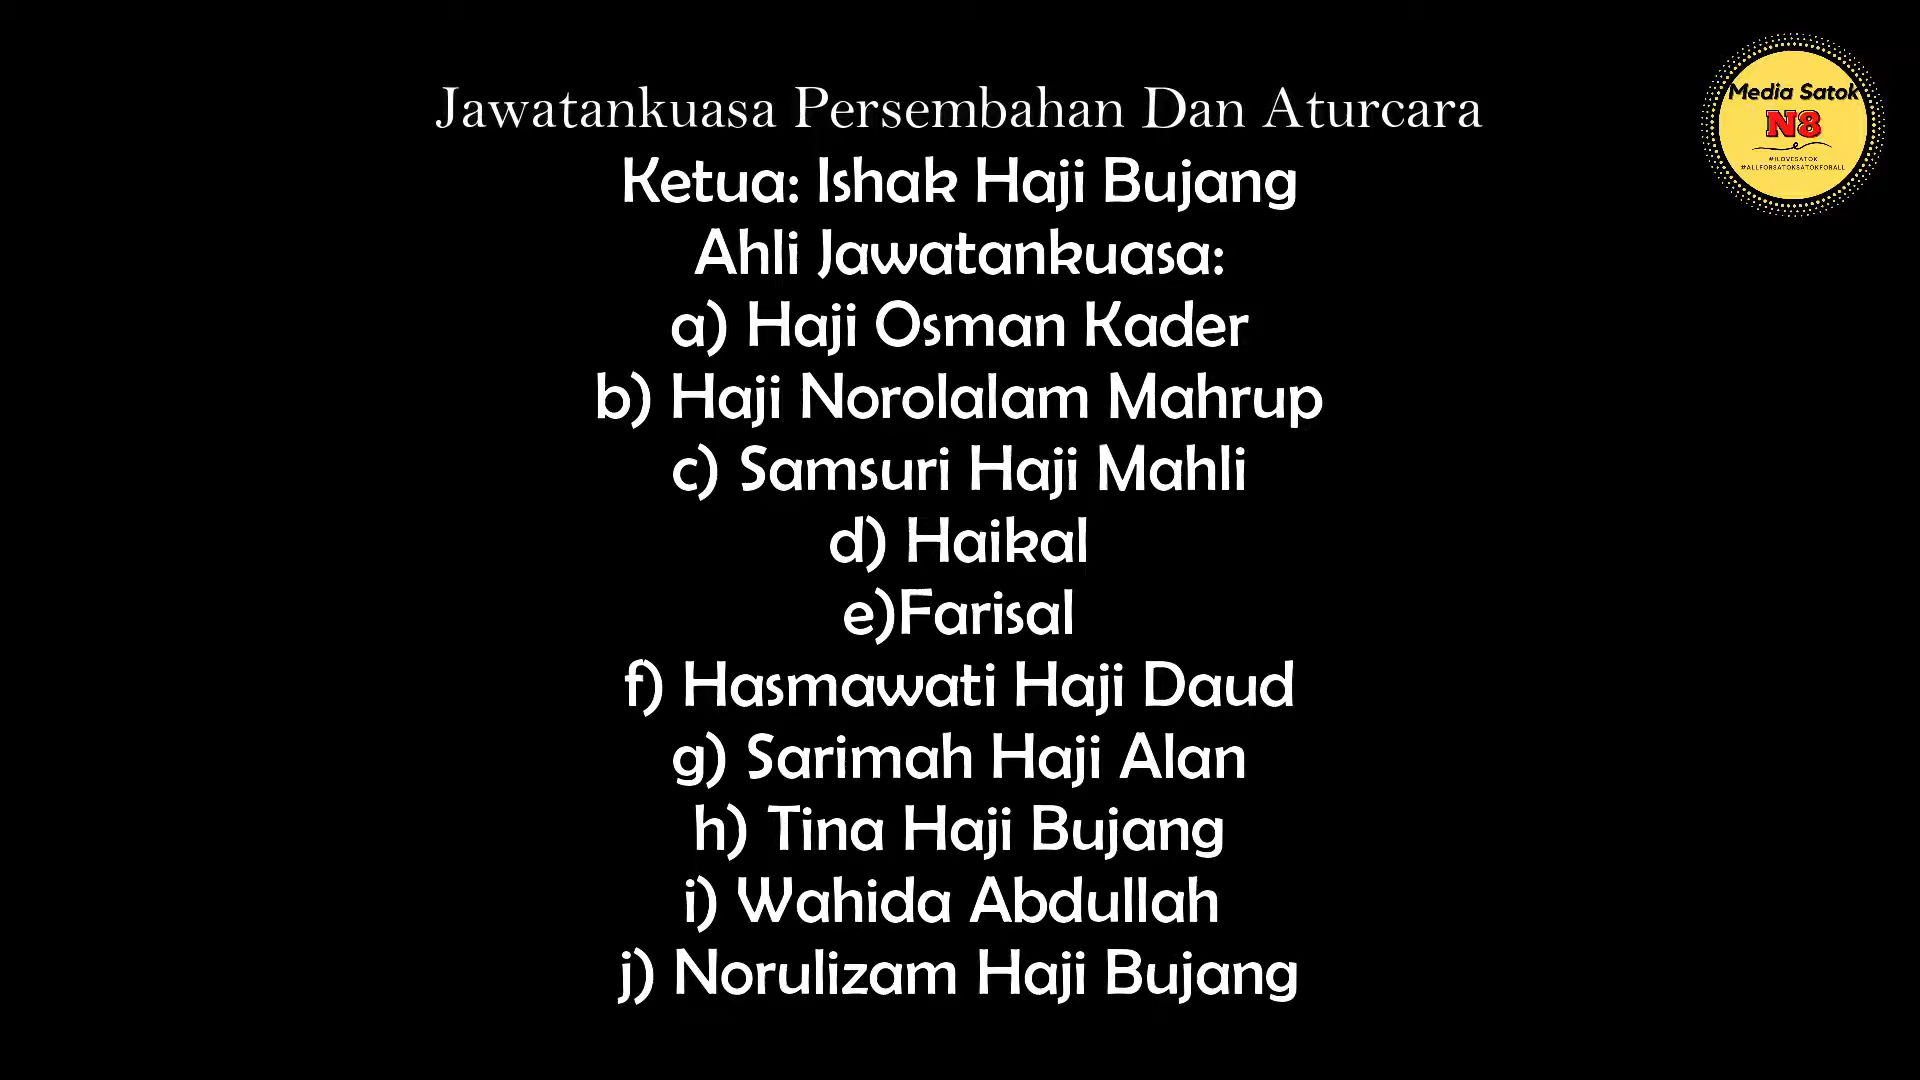 Jawatankuasa Persembahan Dan Aturcara
Ketua: Ishak Haji Bujang
Ahli Jawatankuasa:
a) Haji Osman Kader
b) Haji Norolalam Mahrup
c) Samsuri Haji Mahli
d) Haikal
e)Farisal
f) Hasmawati Haji Daud
g) Sarimah Haji Alan
h) Tina Haji Bujang
i) Wahida Abdullah
j) Norulizam Haji Bujang
Media Satok
N8
#ILOVESATOK
#ALLFORSATOKSATOKFORALL